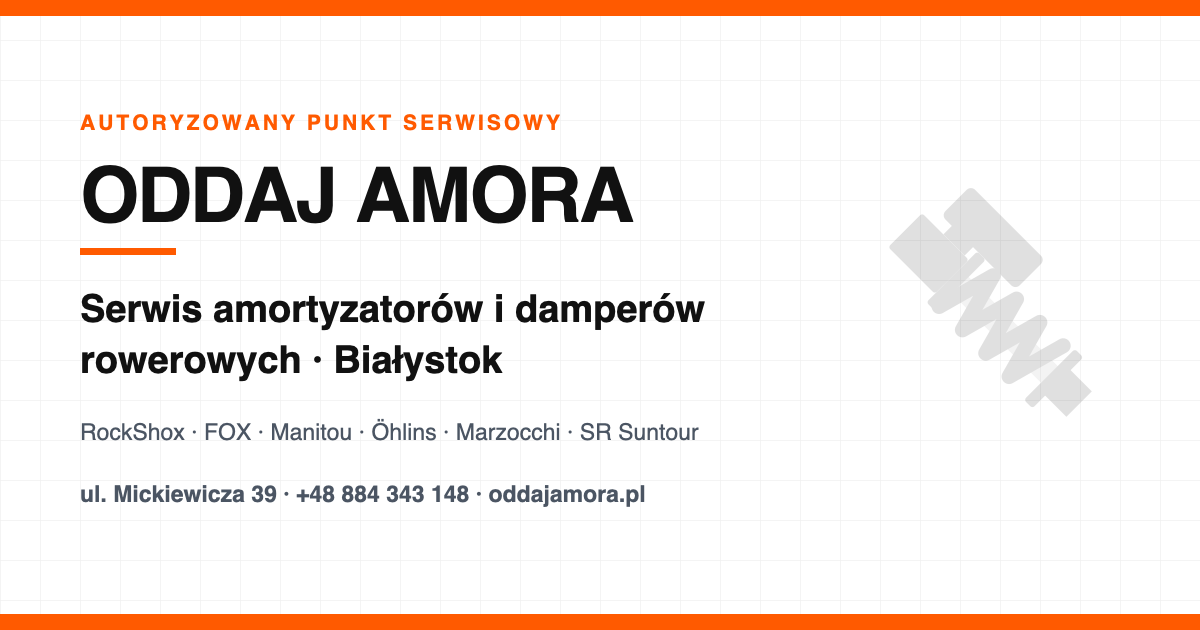 AUTORYZOWANY PUNKT SERWISOWY
ODDAJ AMORA
Serwis amortyzatorów i damperów
rowerowych · Białystok
RockShox · FOX · Manitou · Öhlins · Marzocchi · SR Suntour
ul. Mickiewicza 39 · +48 884 343 148 · oddajamora.pl